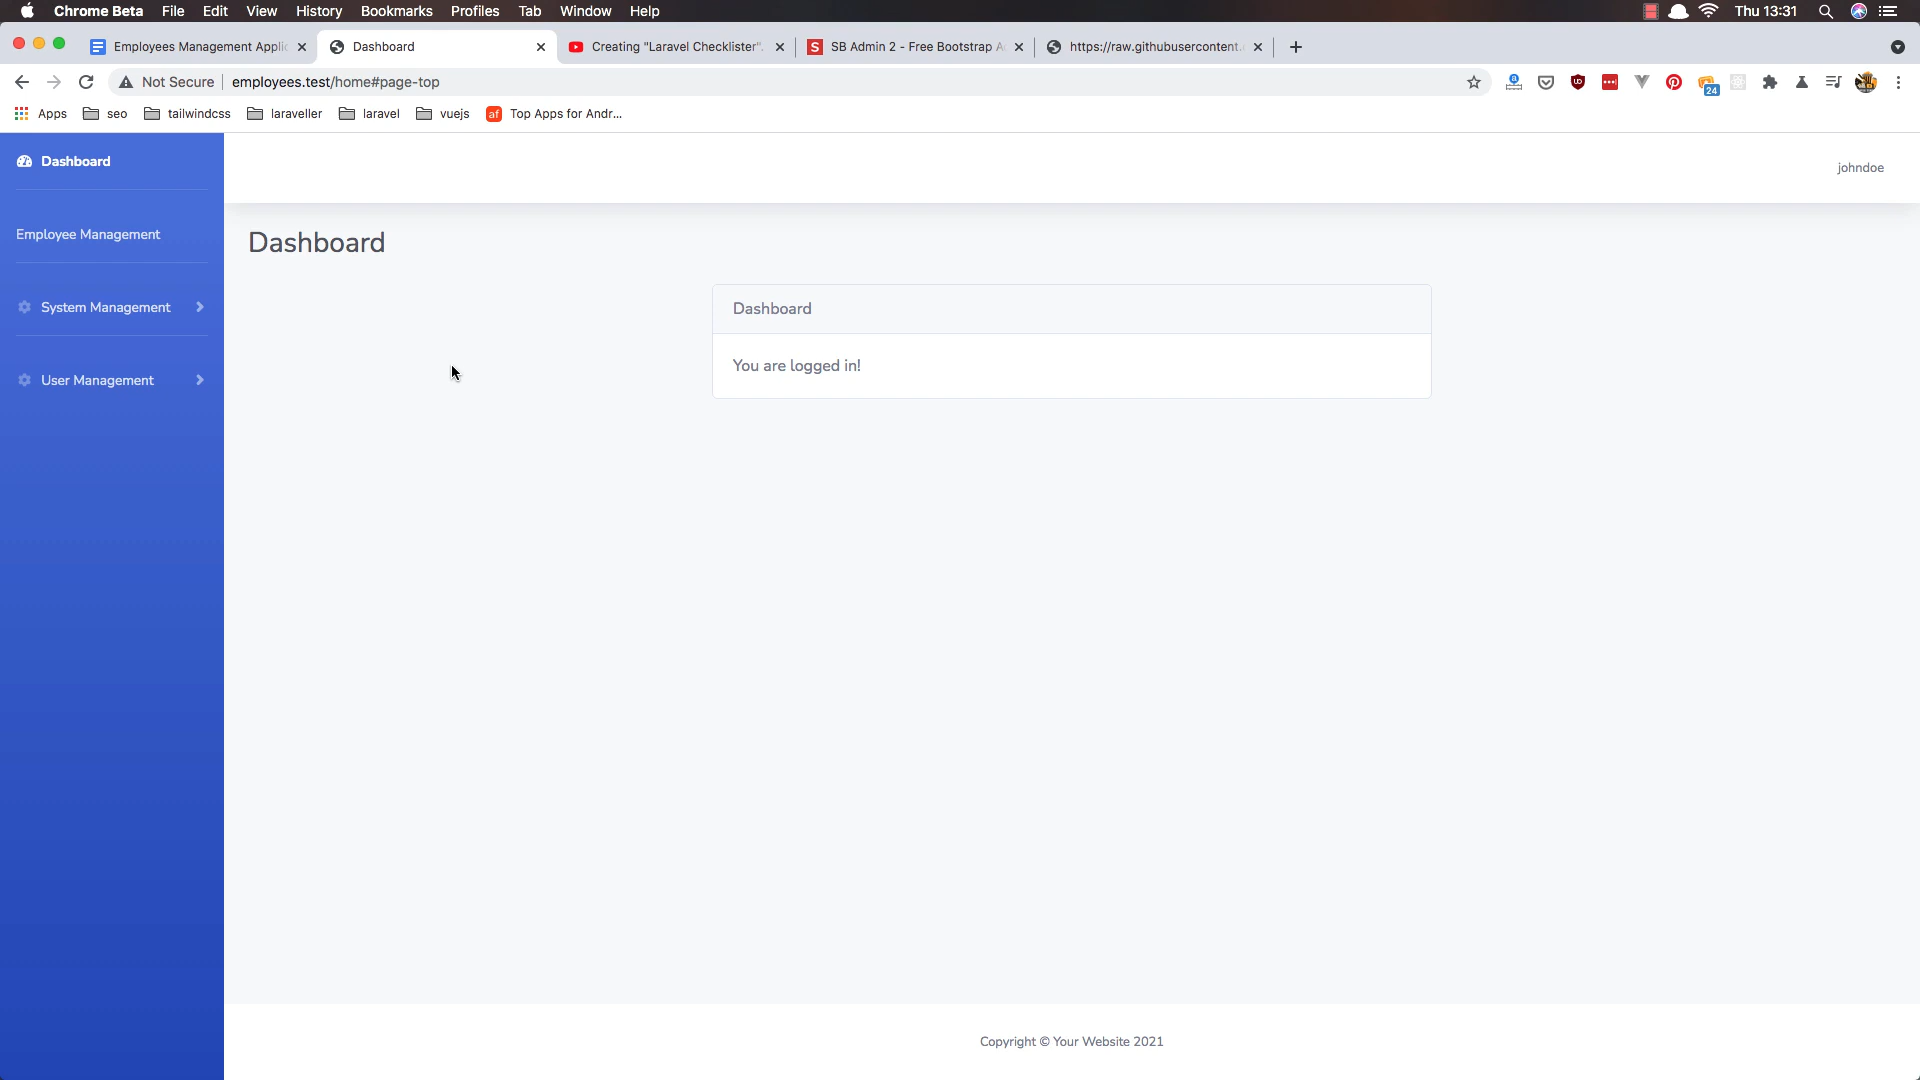 Chrome Beta File Edit View History Bookmarks Profiles Tab Window Help Thu 13:31
Employees Management Applic Dashboard Creating "Laravel Checklister". SB Admin 2 - Free Bootstrap A https://raw.githubusercontent.
Not Secure employees.test/home#page-top 24
Apps seo tailwindcss laraveller laravel vuejs af Top Apps for Andr...
Dashboard
johndoe
Employee Management
Dashboard
System Management
Dashboard
You are logged in!
User Management
Copyright © Your Website 2021